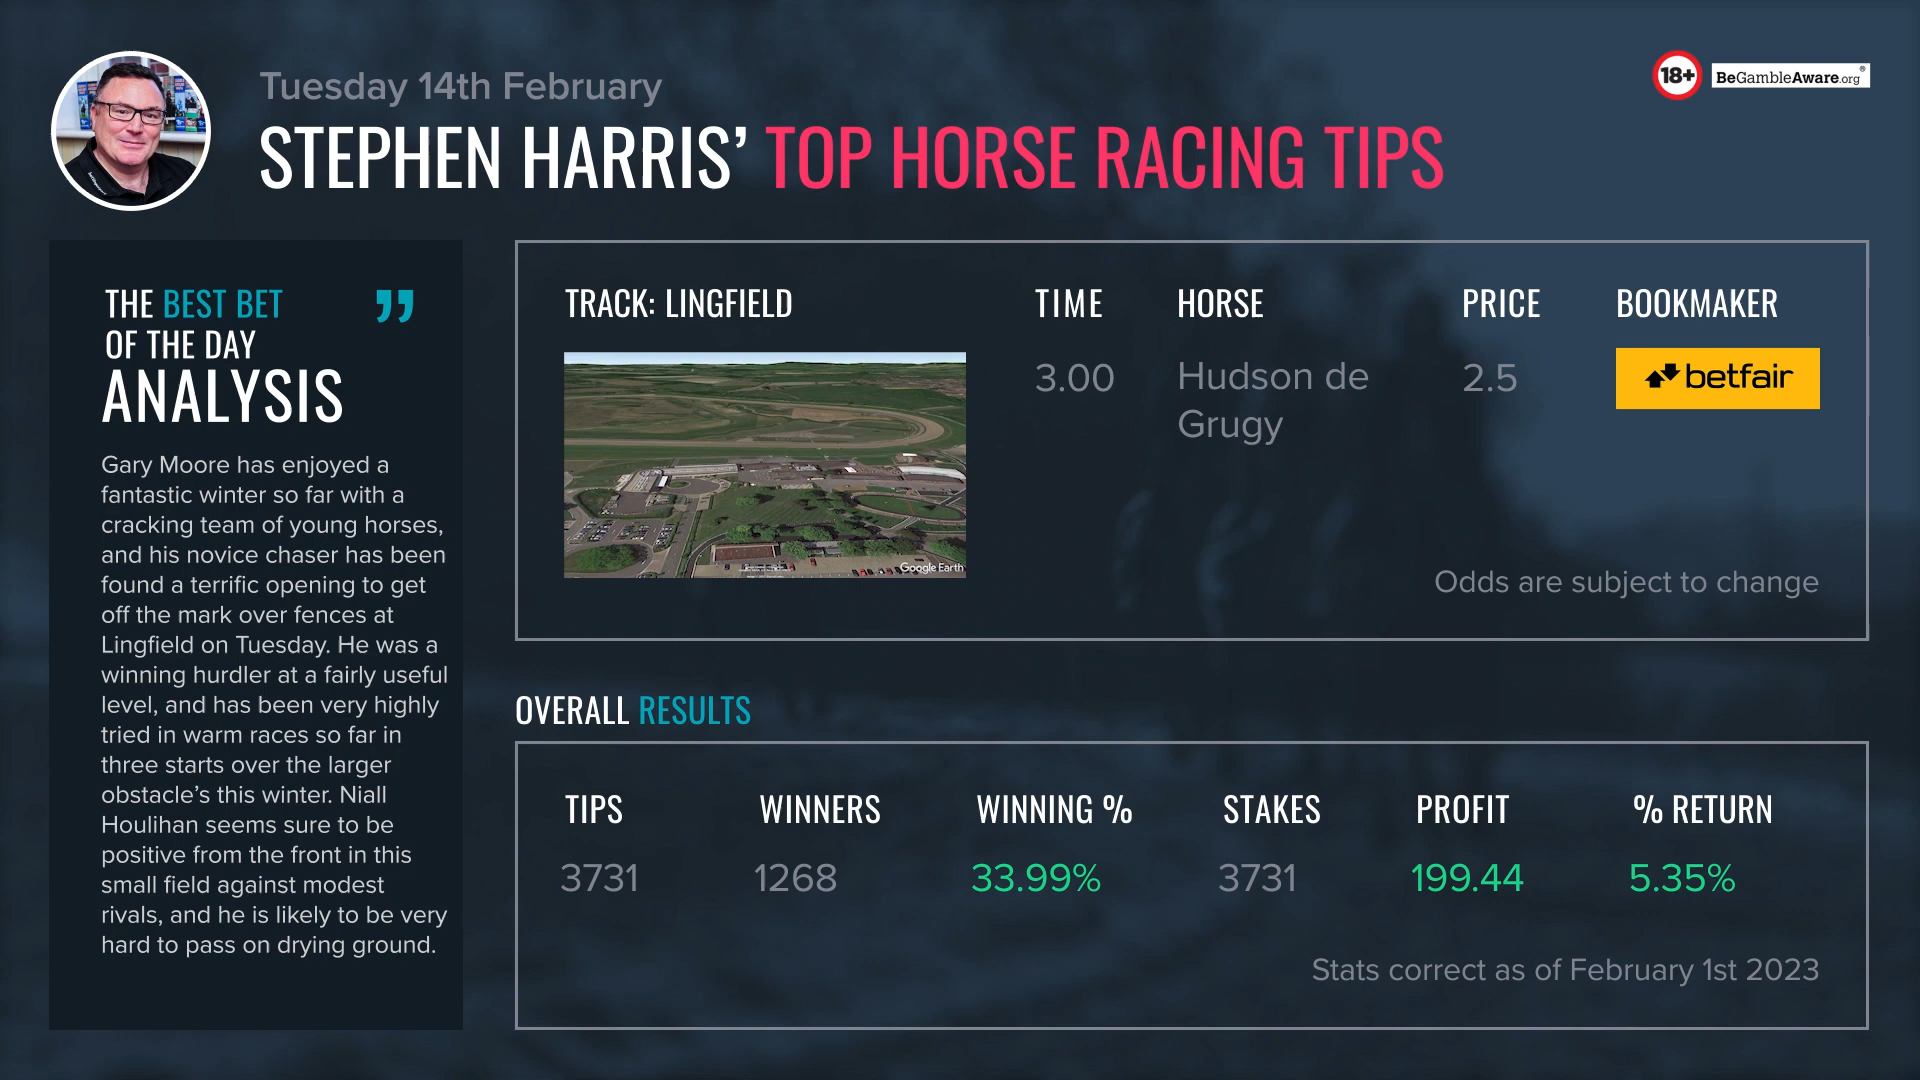 Tuesday 14th February
STEPHEN HARRIS’ TOP HORSE RACING TIPS
18+
BeGambleAware.org®
THE BEST BET
OF THE DAY
ANALYSIS
”
Gary Moore has enjoyed a
fantastic winter so far with a
cracking team of young horses,
and his novice chaser has been
found a terrific opening to get
off the mark over fences at
Lingfield on Tuesday. He was a
winning hurdler at a fairly useful
level, and has been very highly
tried in warm races so far in
three starts over the larger
obstacle’s this winter. Niall
Houlihan seems sure to be
positive from the front in this
small field against modest
rivals, and he is likely to be very
hard to pass on drying ground.
TRACK: LINGFIELD
TIME HORSE PRICE BOOKMAKER
3.00 Hudson de 2.5 betfair
Grugy
Google Earth
Odds are subject to change
OVERALL RESULTS
TIPS WINNERS WINNING % STAKES PROFIT % RETURN
3731 1268 33.99% 3731 199.44 5.35%
Stats correct as of February 1st 2023